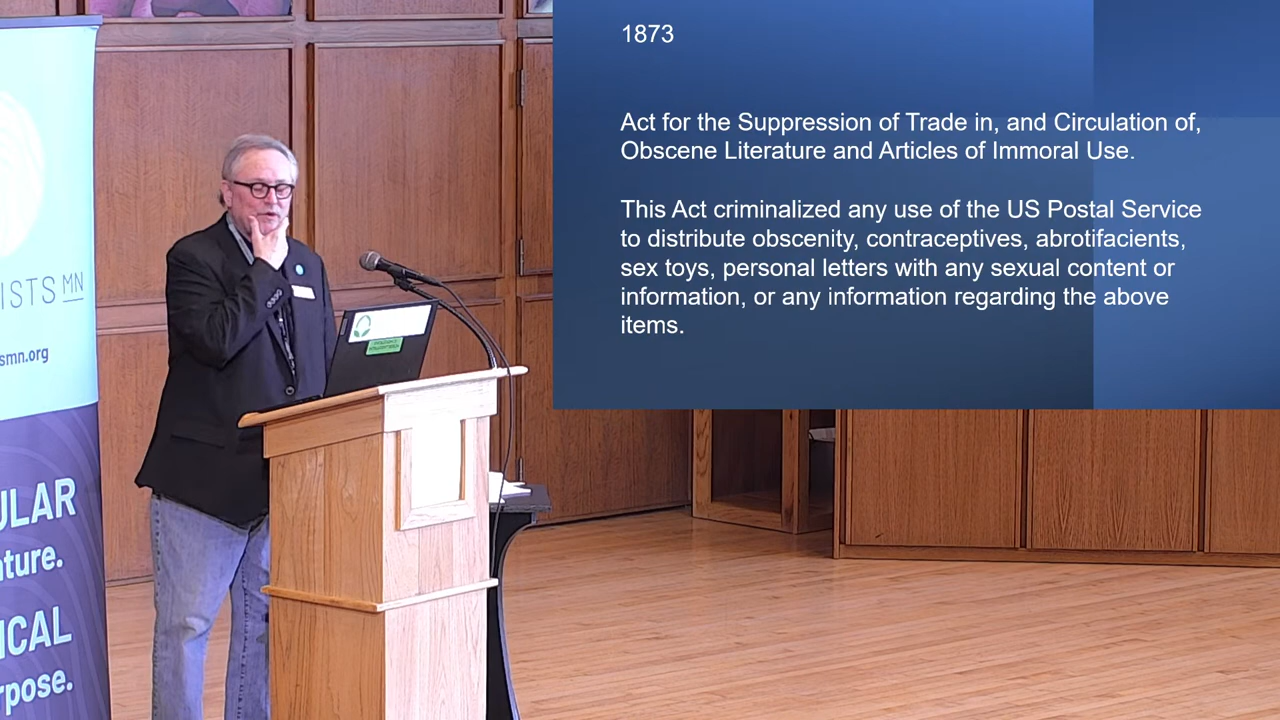 1873
Act for the Suppression of Trade in, and Circulation of,
Obscene Literature and Articles of Immoral Use.
This Act criminalized any use of the US Postal Service
to distribute obscenity, contraceptives, abrotifacients,
sex toys, personal letters with any sexual content or
information, or any information regarding the above
items.
ISTS MN
smn.org
ULAR
ture.
ICAL
rpose.